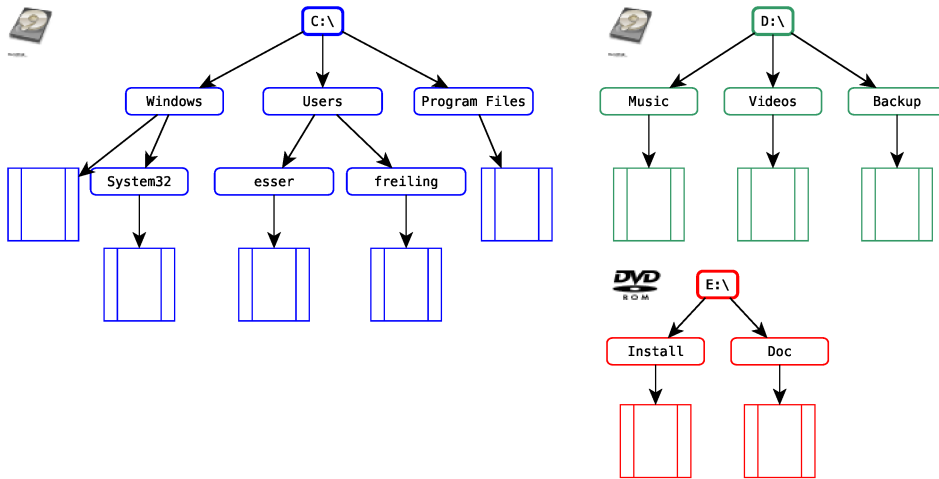 C:\
Windows
Users
Program Files
System32
esser
freiling
D:\
Music
Videos
Backup
DVD
ROM
E:\
Install
Doc